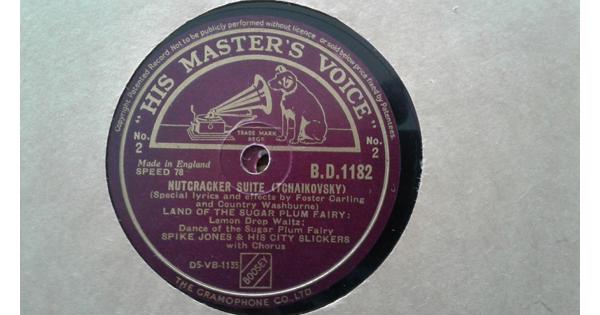 Copyright. Patented Record. Not to be publicly performed without licence or sold below price fixed by Patentees.
"HIS MASTER'S VOICE"
TRADE MARK
REGD
No. 2
No. 2
Made in England
SPEED 78
B.D.1182
NUTCRACKER SUITE (TCHAIKOVSKY)
(Special lyrics and effects by Foster Carling
and Country Washburne)
LAND OF THE SUGAR PLUM FAIRY:
Lemon Drop Waltz;
Dance of the Sugar Plum Fairy
SPIKE JONES & HIS CITY SLICKERS
with Chorus
D5-VB-1135
BOOSEY
THE GRAMOPHONE CO., LTD.